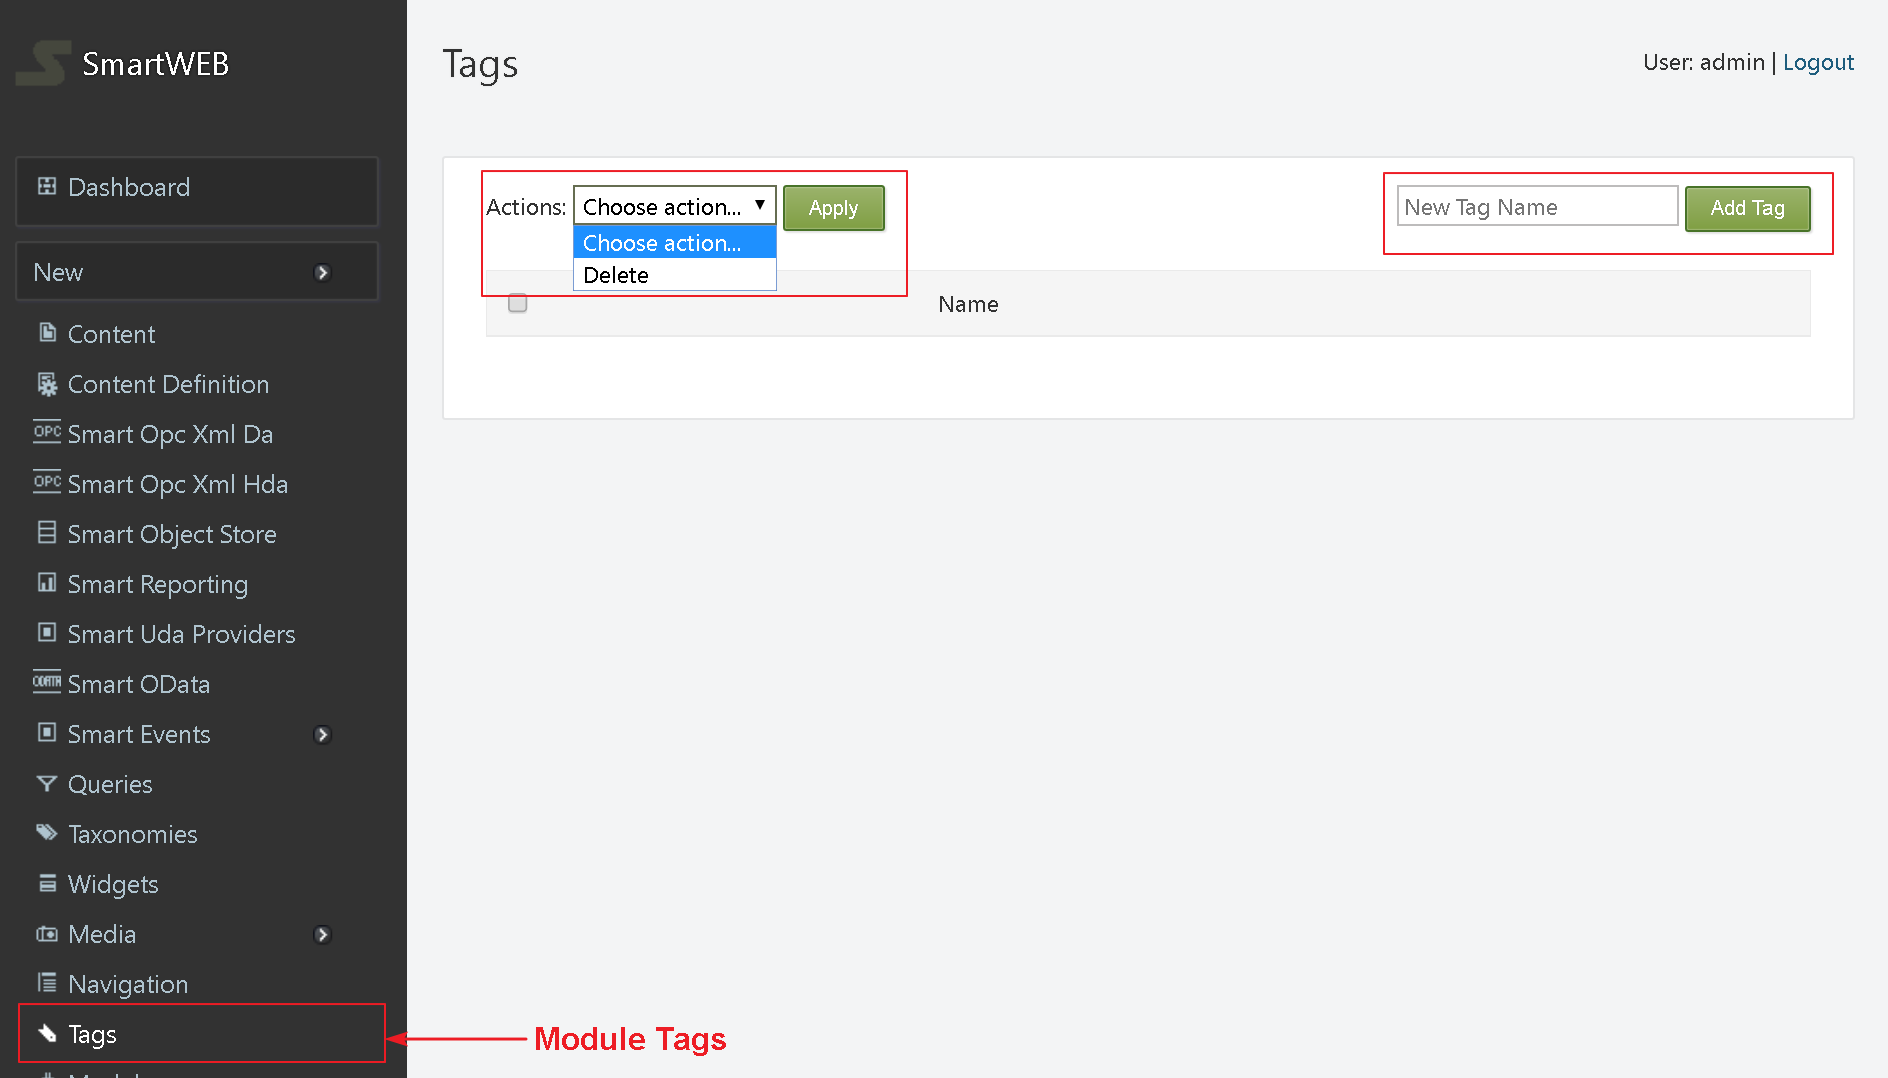 SmartWEB
Dashboard
New
Content
Content Definition
OPC Smart Opc Xml Da
OPC Smart Opc Xml Hda
Smart Object Store
Smart Reporting
Smart Uda Providers
ODATA Smart OData
Smart Events
Queries
Taxonomies
Widgets
Media
Navigation
Tags
Tags
User: admin | Logout
Actions: Choose action... Apply
Choose action...
Delete
New Tag Name Add Tag
Name
Module Tags